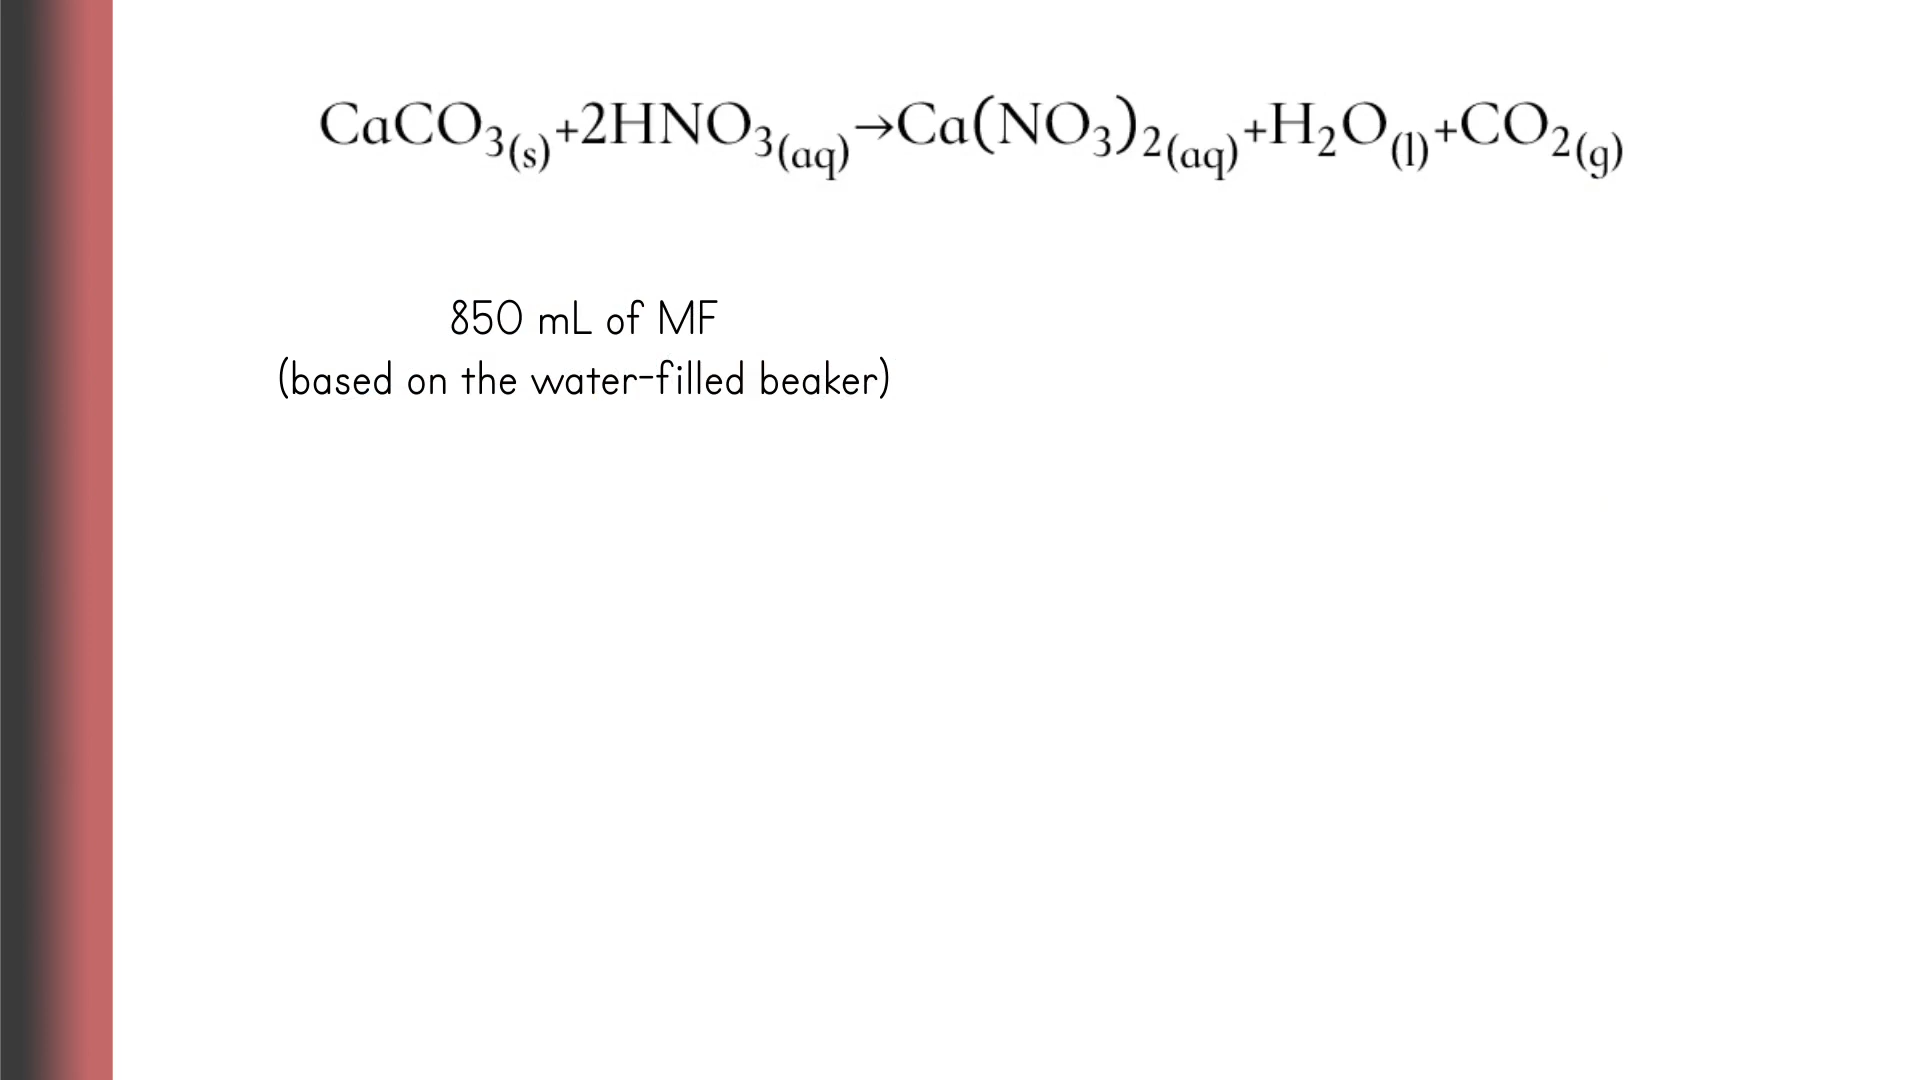 CaCO₃₍ₛ₎+2HNO₃(aq)→Ca(NO₃)₂(aq)+H₂O(l)+CO₂(g)
850 mL of MF
(based on the water-filled beaker)